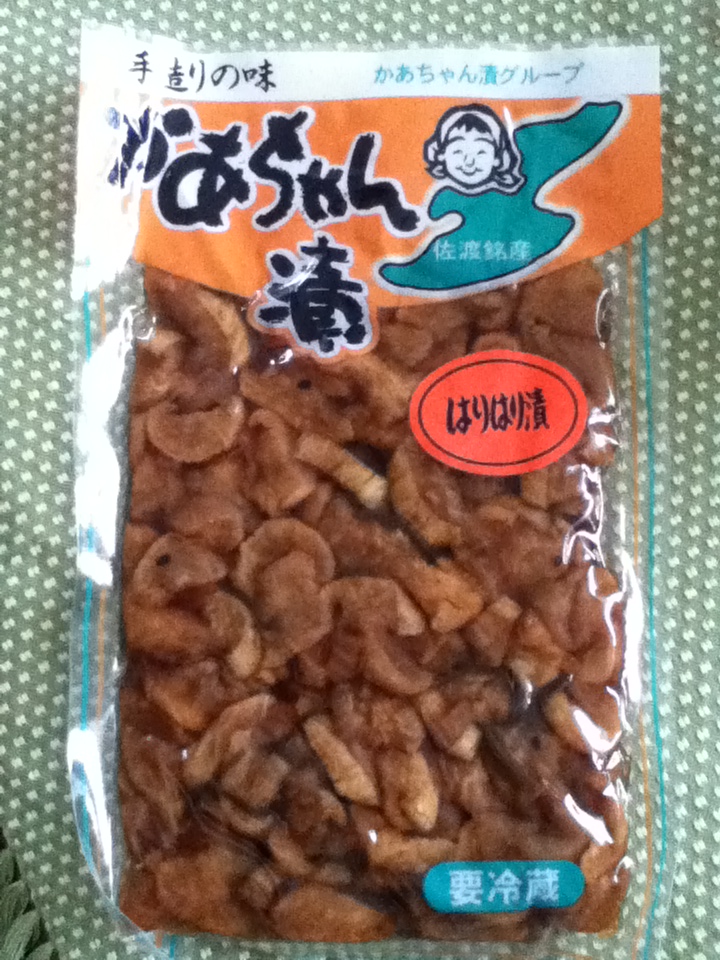 手造りの味
かあちゃん漬グループ
かあちゃん
漬
佐渡銘産
はりはり漬
要冷蔵